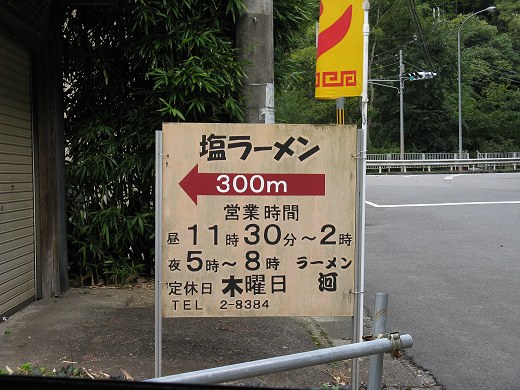 塩ラーメン
300m
営業時間
昼 11時30分～2時
夜 5時～8時 ラーメン
定休日 木曜日 河
TEL 2-8384